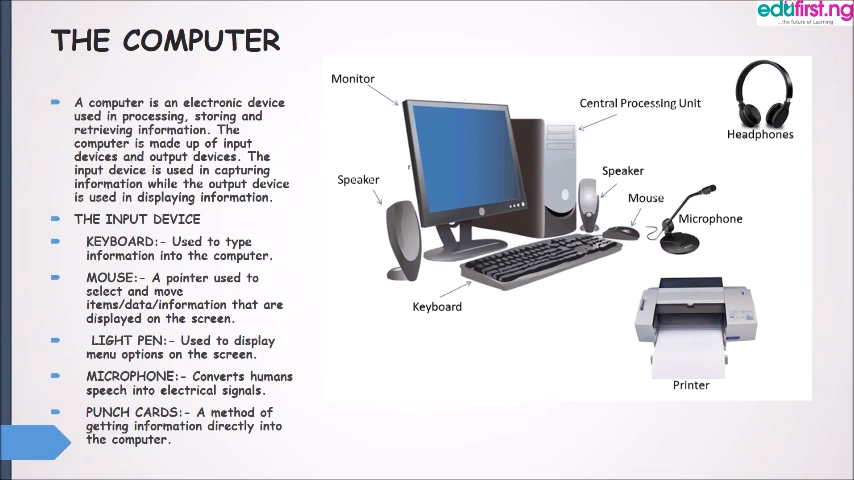 edufirst.ng
...the future of Learning
THE COMPUTER
A computer is an electronic device
used in processing, storing and
retrieving information. The
computer is made up of input
devices and output devices. The
input device is used in capturing
information while the output device
is used in displaying information.
THE INPUT DEVICE
KEYBOARD:- Used to type
information into the computer.
MOUSE:- A pointer used to
select and move
items/data/information that are
displayed on the screen.
LIGHT PEN:- Used to display
menu options on the screen.
MICROPHONE:- Converts humans
speech into electrical signals.
PUNCH CARDS:- A method of
getting information directly into
the computer.
Monitor
Central Processing Unit
Headphones
Speaker
Speaker
Mouse
Microphone
Keyboard
Printer